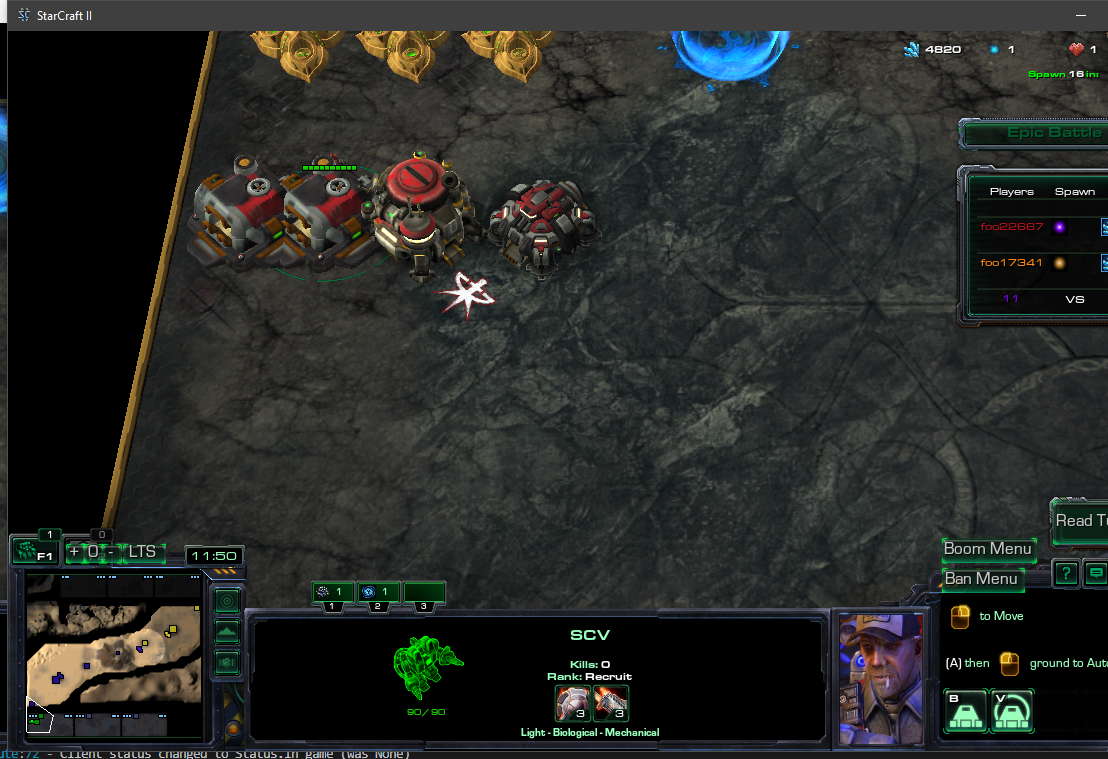 StarCraft II
4820 1 1
Spawn 16 in:
Epic Battle
Players Spawn
foo22667
foo17341
11 VS
Read
Boom Menu
Ban Menu
1 0
F1 + 0 - LTS 11:50
1 1
1 2 3
SCV
Kills: 0
Rank: Recruit
3 3
90/90
Light - Biological - Mechanical
?
to Move
(A) then ground to
B V
- Client status changed to Status.in game (was None)